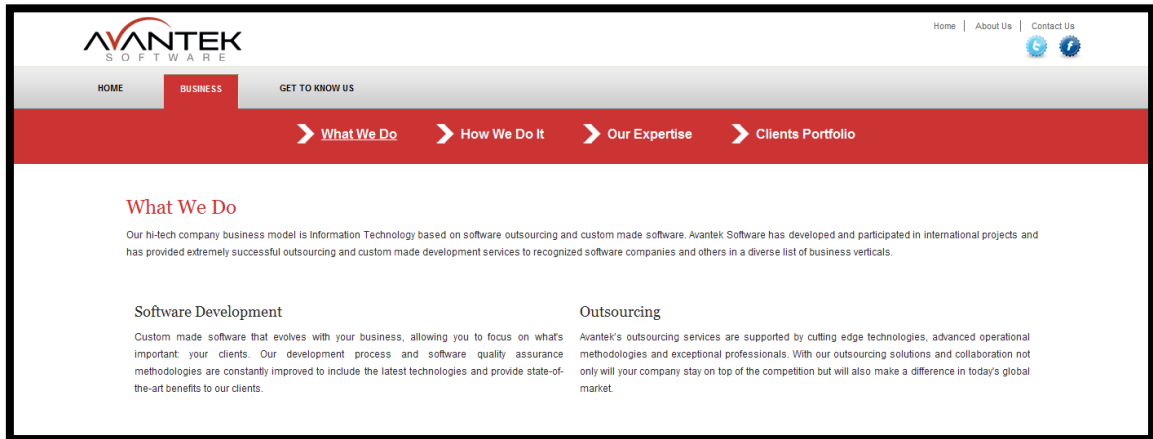 AVANTEK
SOFTWARE
Home | About Us | Contact Us
HOME BUSINESS GET TO KNOW US
What We Do How We Do It Our Expertise Clients Portfolio
What We Do
Our hi-tech company business model is Information Technology based on software outsourcing and custom made software. Avantek Software has developed and participated in international projects and
has provided extremely successful outsourcing and custom made development services to recognized software companies and others in a diverse list of business verticals.
Software Development
Custom made software that evolves with your business, allowing you to focus on what's
important: your clients. Our development process and software quality assurance
methodologies are constantly improved to include the latest technologies and provide state-of-
the-art benefits to our clients.
Outsourcing
Avantek's outsourcing services are supported by cutting edge technologies, advanced operational
methodologies and exceptional professionals. With our outsourcing solutions and collaboration not
only will your company stay on top of the competition but will also make a difference in today's global
market.